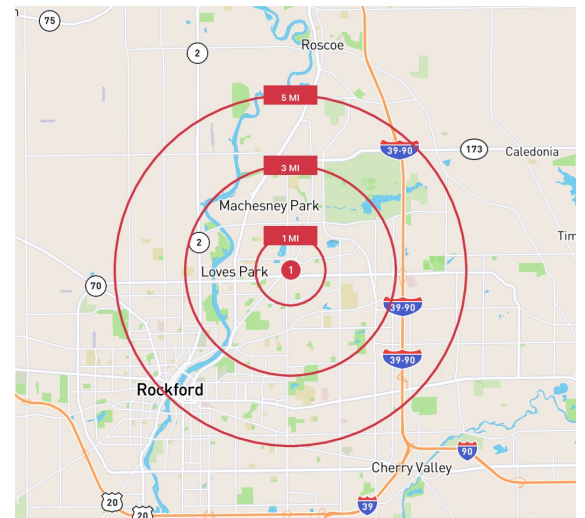 75
2
Roscoe
5 MI
39-90
173
Caledonia
3 MI
Machesney Park
2
1 MI
Tim
Loves Park
1
70
39-90
39-90
Rockford
90
Cherry Valley
20
39
20